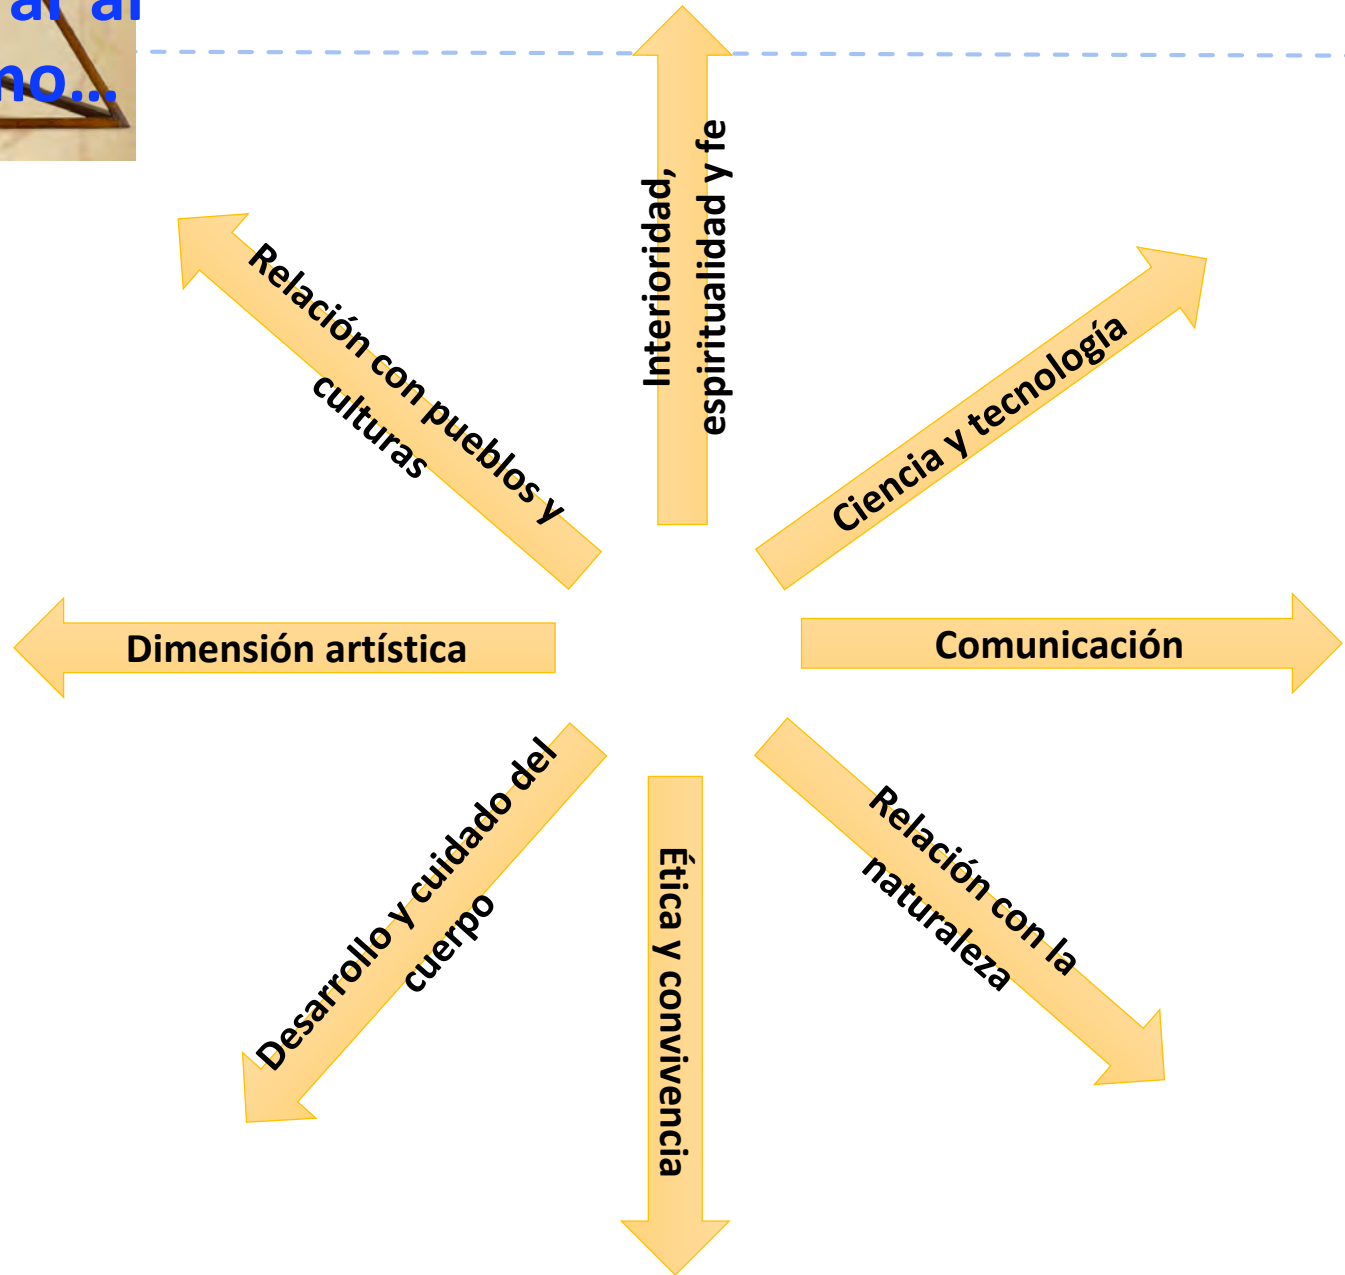 ar al
no...
Interioridad,
espiritualidad y fe
Relación con pueblos y
culturas
Ciencia y tecnología
Dimensión artística
Comunicación
Desarrollo y cuidado del
cuerpo
Ética y convivencia
Relación con la
naturaleza